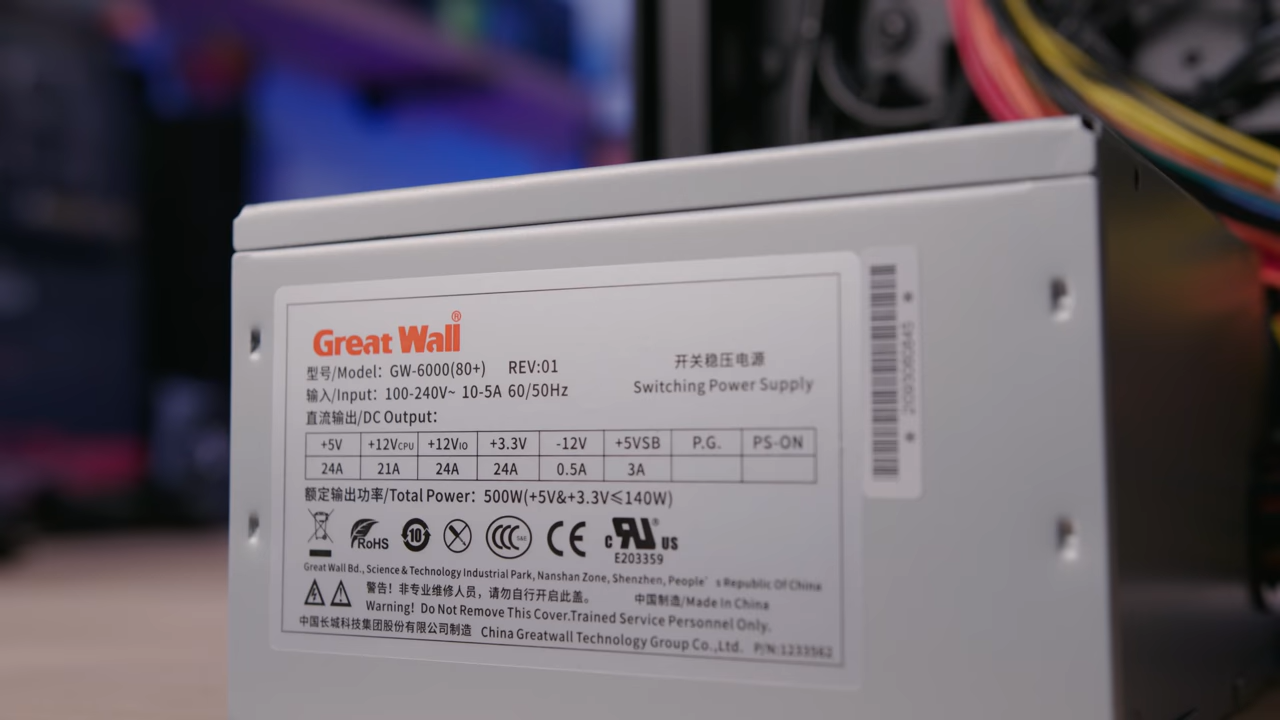 Great Wall®
型号/Model: GW-6000(80+) REV:01
输入/Input: 100-240V~ 10-5A 60/50Hz
开关稳压电源
Switching Power Supply
直流输出/DC Output:
+5V +12VCPU +12VIO +3.3V -12V +5VSB P.G. PS-ON
24A 21A 24A 24A 0.5A 3A
额定输出功率/Total Power: 500W(+5V&+3.3V≤140W)
RoHS 10 CCC S&E CE c RU® US
E203359
Great Wall Bd., Science & Technology Industrial Park, Nanshan Zone, Shenzhen, People's Republic Of China
警告! 非专业维修人员, 请勿自行开启此盖。 中国制造/Made In China
Warning! Do Not Remove This Cover.Trained Service Personnel Only.
中国长城科技集团股份有限公司制造 China Greatwall Technology Group Co.,Ltd. P/N:1233562